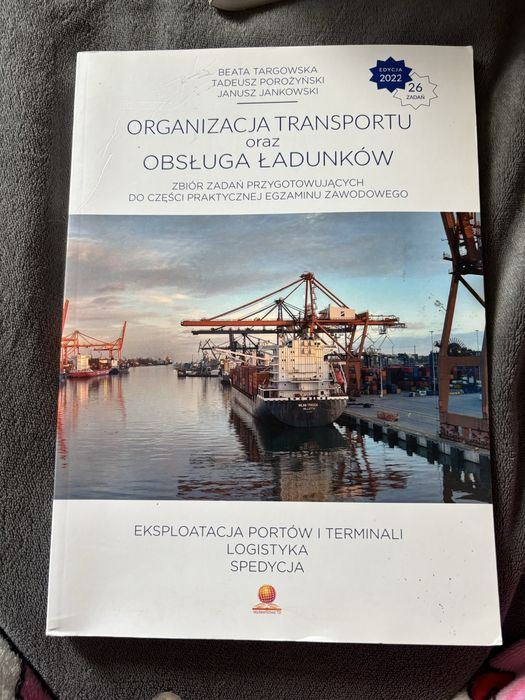 BEATA TARGOWSKA
TADEUSZ POROŻYŃSKI
JANUSZ JANKOWSKI
EDYCJA
2022
26
ZADAŃ
ORGANIZACJA TRANSPORTU
oraz
OBSŁUGA ŁADUNKÓW
ZBIÓR ZADAŃ PRZYGOTOWUJĄCYCH
DO CZĘŚCI PRAKTYCZNEJ EGZAMINU ZAWODOWEGO
EKSPLOATACJA PORTÓW I TERMINALI
LOGISTYKA
SPEDYCJA